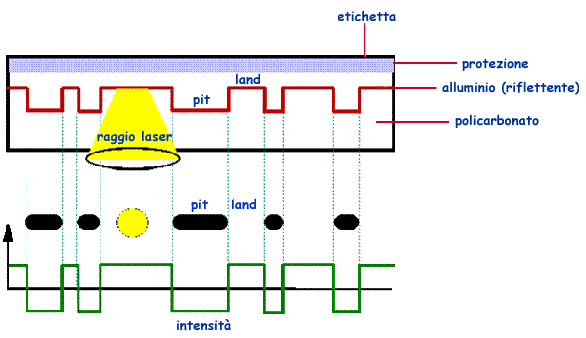 etichetta
protezione
land
alluminio (riflettente)
pit
policarbonato
raggio laser
pit
land
intensità